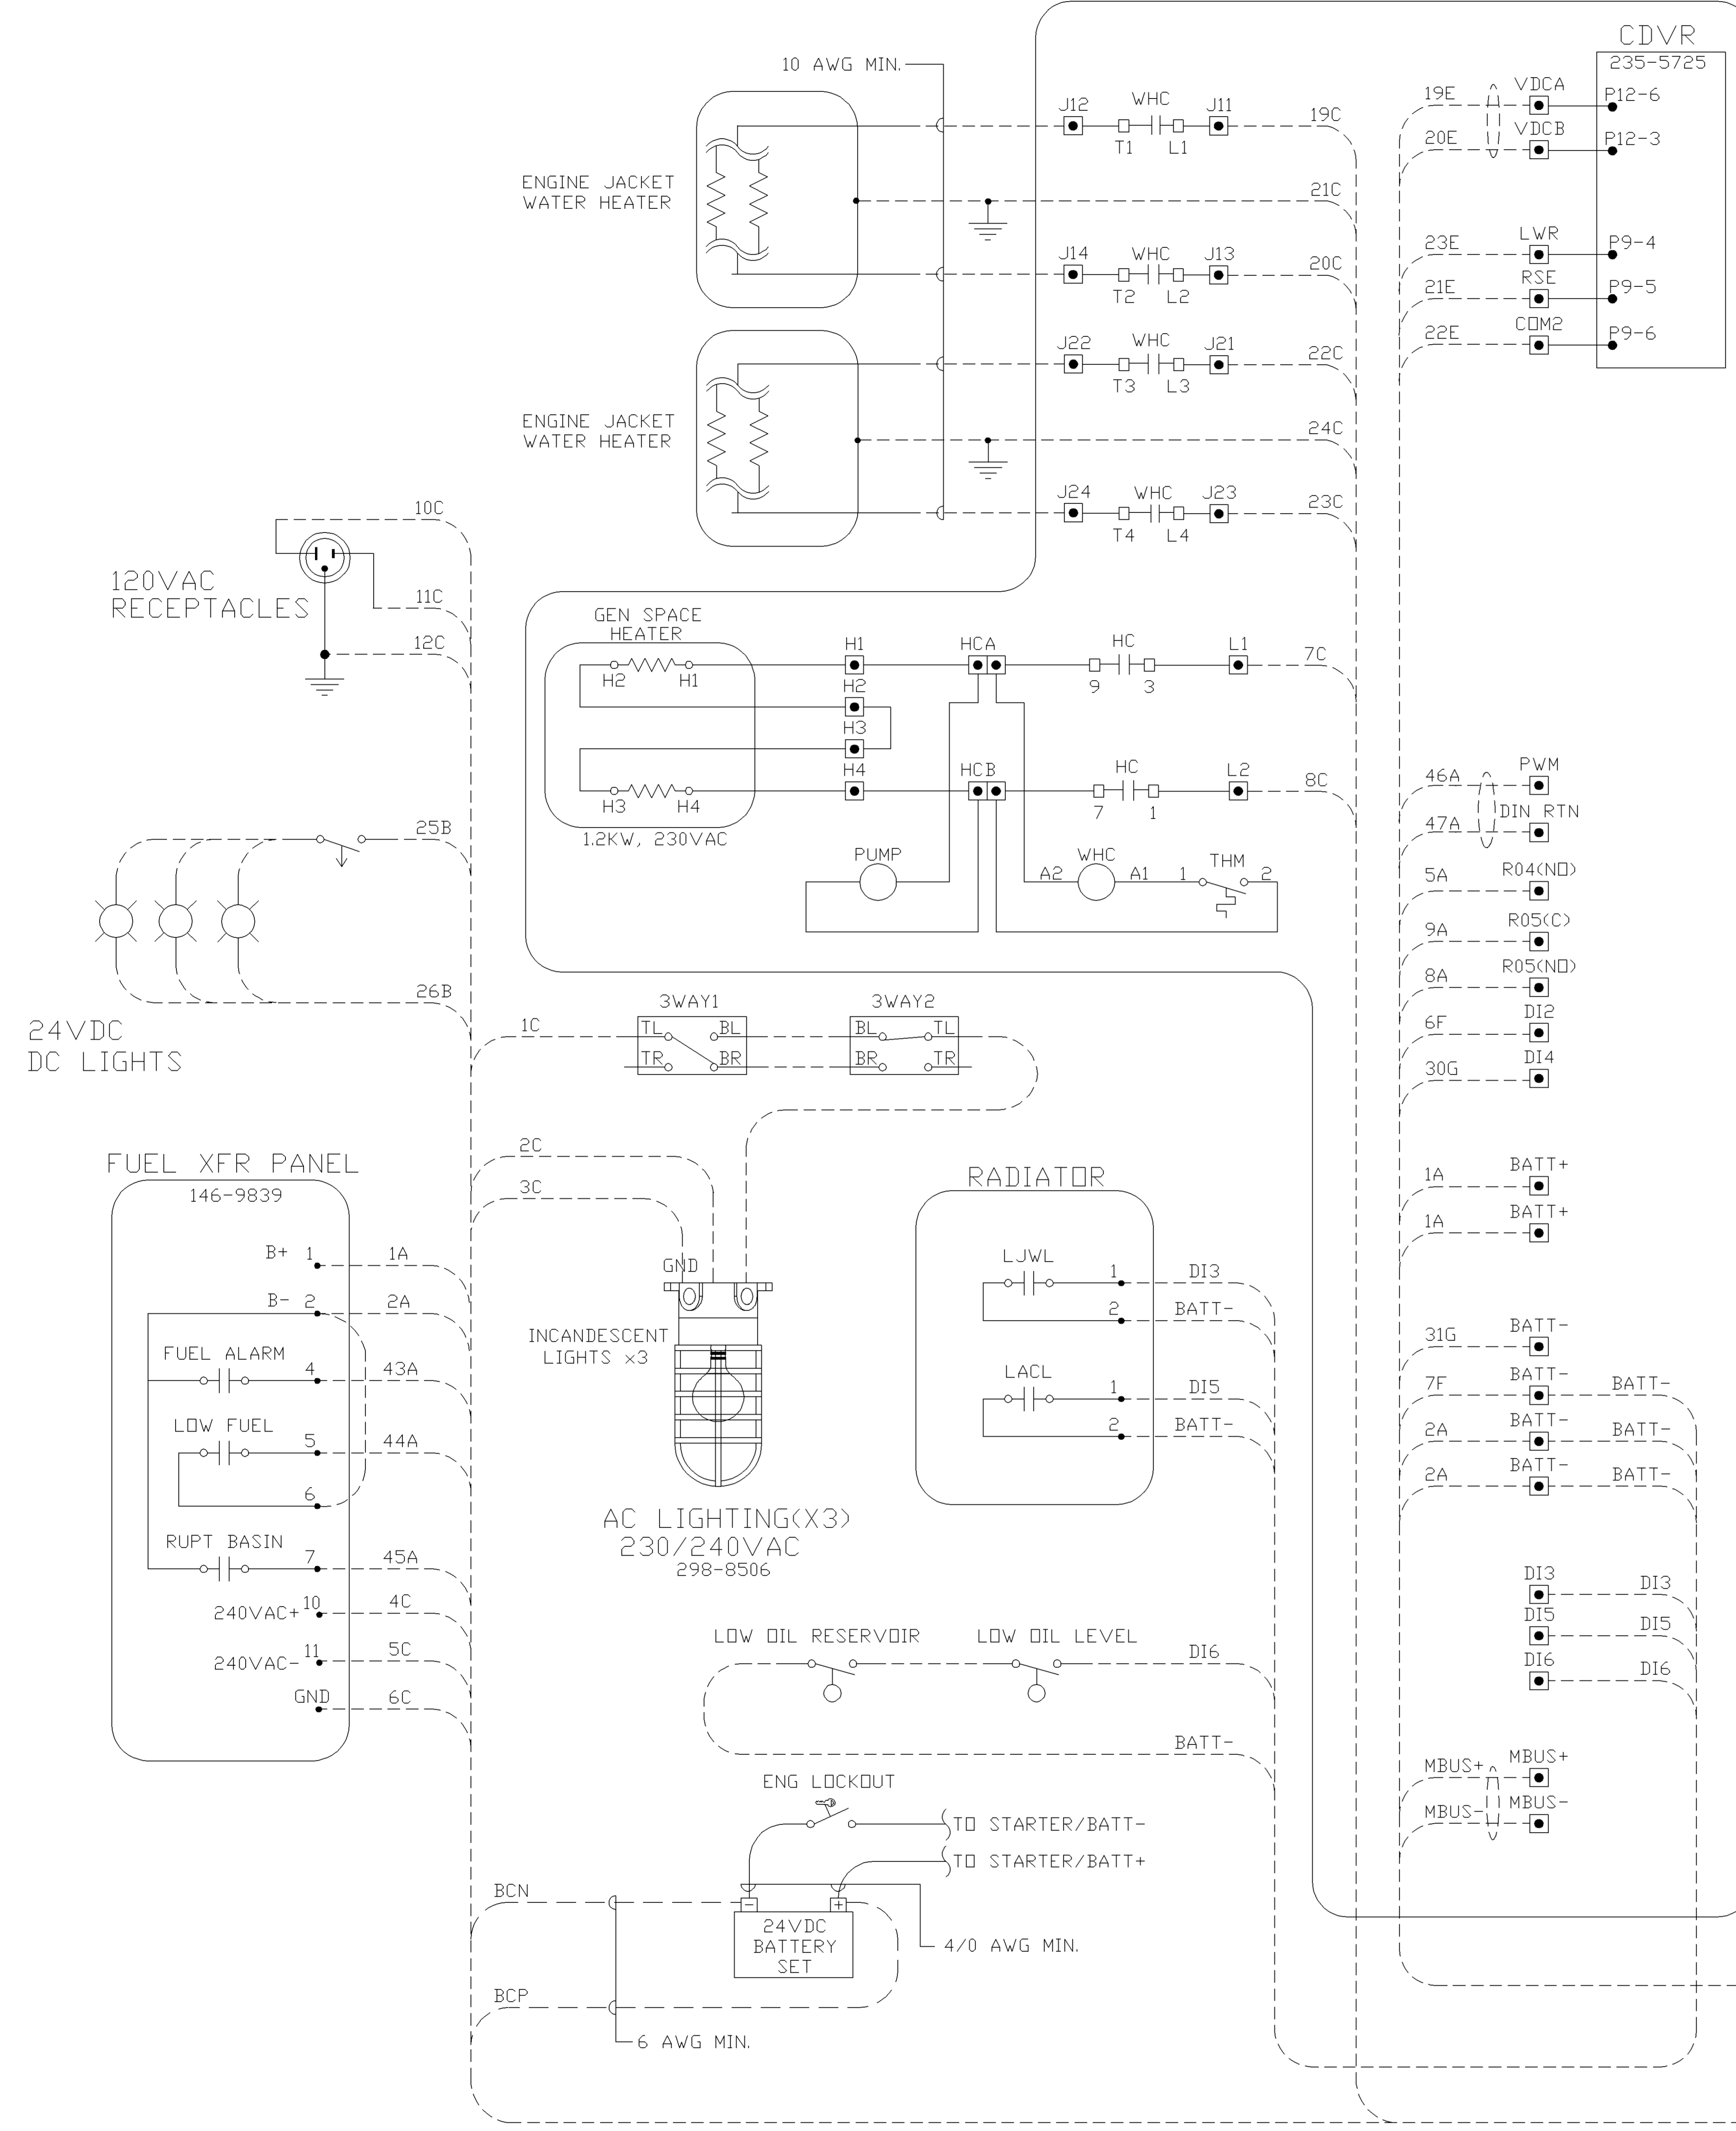 CDVR
235-5725
10 AWG MIN.
ENGINE JACKET
WATER HEATER
J12
WHC
J11
19C
T1
L1
21C
J14
WHC
J13
20C
T2
L2
ENGINE JACKET
WATER HEATER
J22
WHC
J21
22C
T3
L3
24C
J24
WHC
J23
23C
T4
L4
19E
VDCA
P12-6
20E
VDCB
P12-3
23E
LWR
P9-4
21E
RSE
P9-5
22E
COM2
P9-6
120VAC
RECEPTACLES
10C
11C
12C
GEN SPACE
HEATER
H2
H1
H3
H4
1.2KW, 230VAC
H1
H2
H3
H4
HCA
HC
L1
7C
9
3
HCB
HC
L2
8C
7
1
PUMP
A2
WHC
A1
1
THM
2
25B
26B
24VDC
DC LIGHTS
46A
PWM
47A
DIN RTN
5A
R04(NO)
9A
R05(C)
8A
R05(NO)
6F
DI2
30G
DI4
1A
BATT+
1A
BATT+
31G
BATT-
7F
BATT-
BATT-
2A
BATT-
BATT-
2A
BATT-
BATT-
DI3
DI3
DI5
DI5
DI6
DI6
MBUS+
MBUS+
MBUS-
MBUS-
1C
3WAY1
TL
BL
TR
BR
3WAY2
BL
TL
BR
TR
2C
3C
GND
INCANDESCENT
LIGHTS x3
AC LIGHTING(X3)
230/240VAC
298-8506
FUEL XFR PANEL
146-9839
B+
1
1A
B-
2
2A
FUEL ALARM
4
43A
LOW FUEL
5
44A
6
RUPT BASIN
7
45A
240VAC+
10
4C
240VAC-
11
5C
GND
6C
RADIATOR
LJWL
1
DI3
2
BATT-
LACL
1
DI5
2
BATT-
LOW OIL RESERVOIR
LOW OIL LEVEL
DI6
BATT-
ENG LOCKOUT
TO STARTER/BATT-
TO STARTER/BATT+
BCN
-
+
24VDC
BATTERY
SET
4/0 AWG MIN.
BCP
6 AWG MIN.